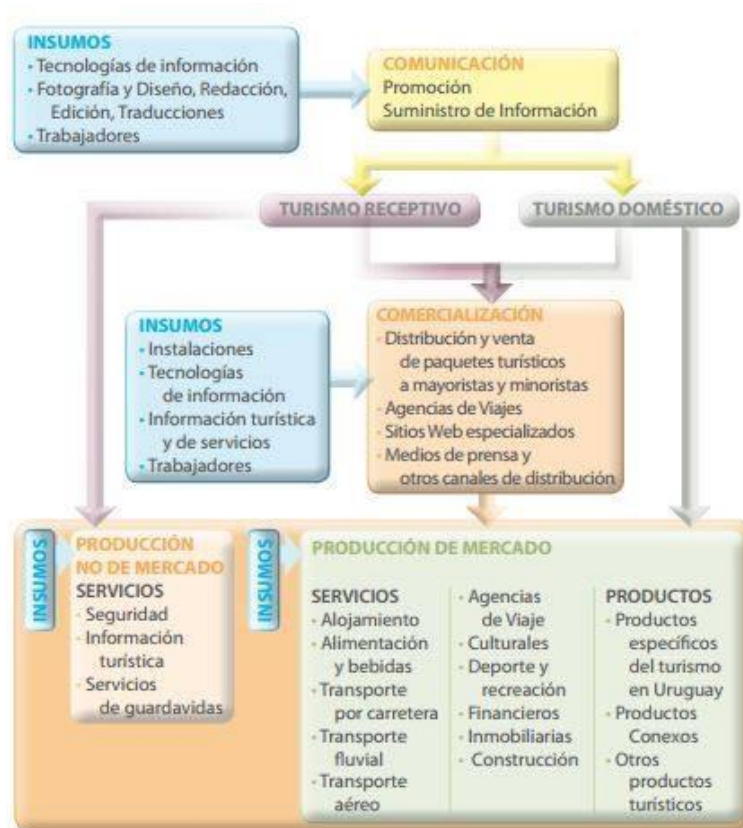 INSUMOS
• Tecnologías de información
• Fotografía y Diseño, Redacción,
Edición, Traducciones
• Trabajadores
COMUNICACIÓN
Promoción
Suministro de Información
TURISMO RECEPTIVO
TURISMO DOMÉSTICO
INSUMOS
• Instalaciones
• Tecnologías
de información
• Información turística
y de servicios
• Trabajadores
COMERCIALIZACIÓN
• Distribución y venta
de paquetes turísticos
a mayoristas y minoristas
• Agencias de Viajes
• Sitios Web especializados
• Medios de prensa y
otros canales de distribución
INSUMOS
PRODUCCIÓN
NO DE MERCADO
SERVICIOS
• Seguridad
• Información
turística
• Servicios
de guardavidas
INSUMOS
PRODUCCIÓN DE MERCADO
SERVICIOS
• Alojamiento
• Alimentación
y bebidas
• Transporte
por carretera
• Transporte
fluvial
• Transporte
aéreo
• Agencias
de Viaje
• Culturales
• Deporte y
recreación
• Financieros
• Inmobiliarias
• Construcción
PRODUCTOS
• Productos
específicos
del turismo
en Uruguay
• Productos
Conexos
• Otros
productos
turísticos